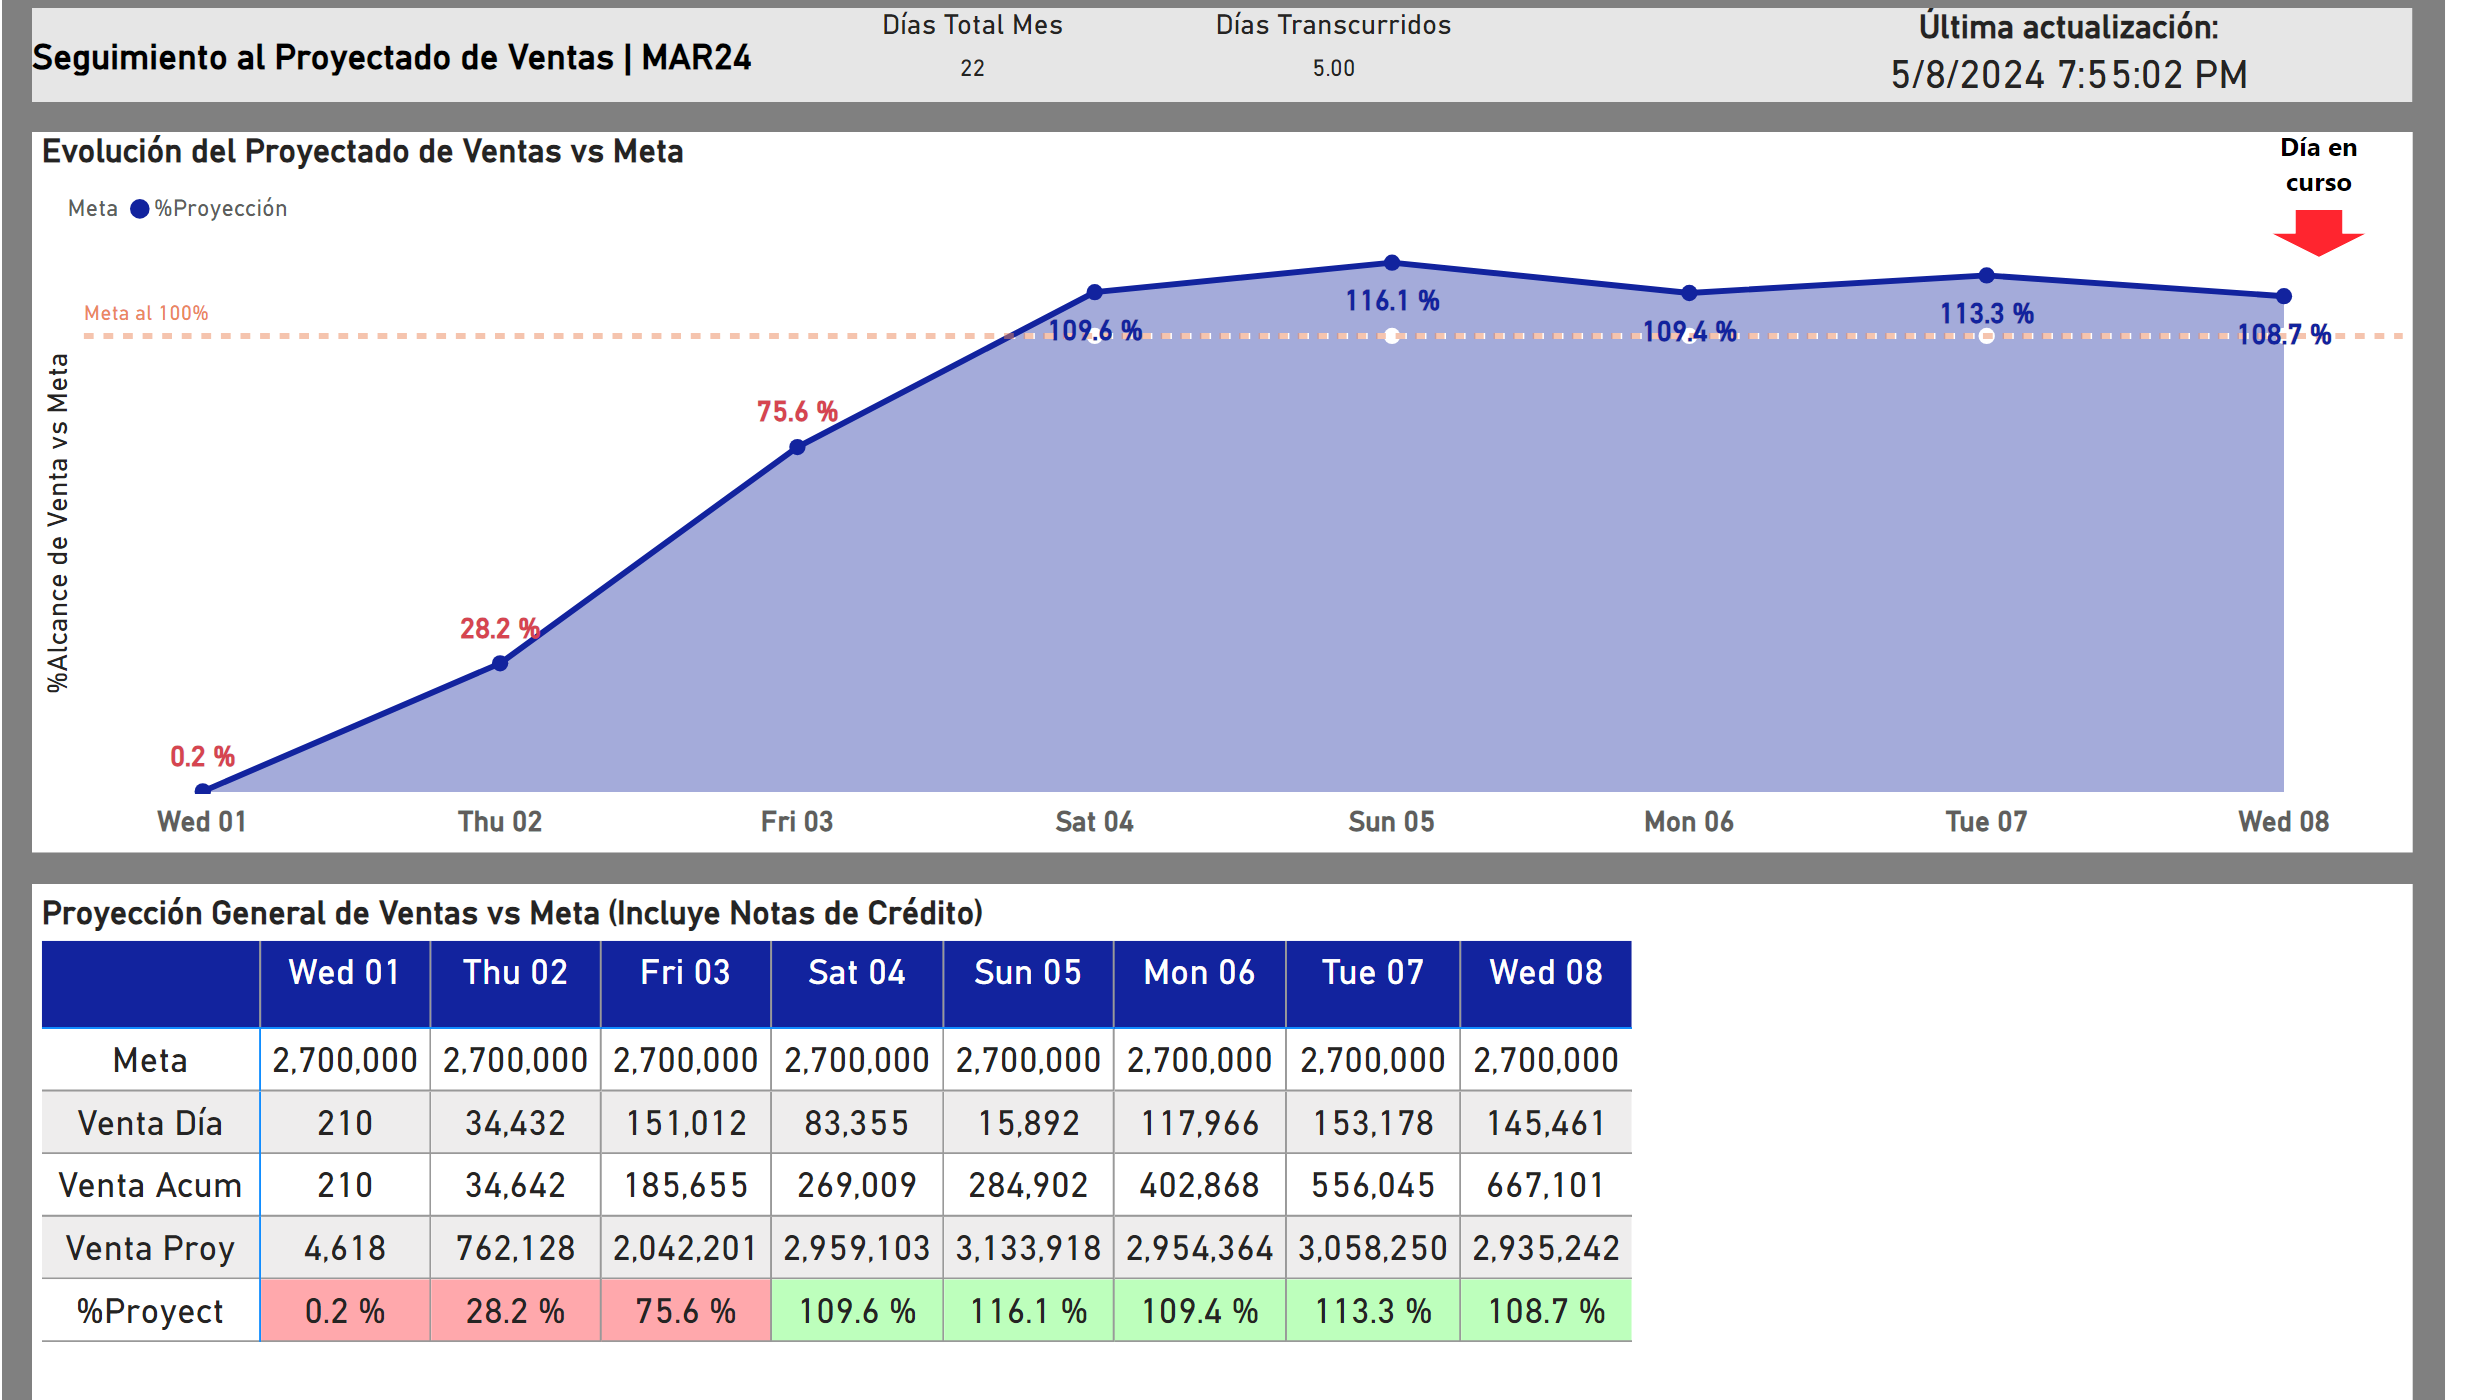 Seguimiento al Proyectado de Ventas | MAR24
Días Total Mes
22
Días Transcurridos
5.00
Última actualización:
5/8/2024 7:55:02 PM
Evolución del Proyectado de Ventas vs Meta
Día en
curso
Meta %Proyección
Meta al 100%
%Alcance de Venta vs Meta
0.2 %
28.2 %
75.6 %
109.6 %
116.1 %
109.4 %
113.3 %
108.7 %
Wed 01 Thu 02 Fri 03 Sat 04 Sun 05 Mon 06 Tue 07 Wed 08
Proyección General de Ventas vs Meta (Incluye Notas de Crédito)
Wed 01 Thu 02 Fri 03 Sat 04 Sun 05 Mon 06 Tue 07 Wed 08
Meta 2,700,000 2,700,000 2,700,000 2,700,000 2,700,000 2,700,000 2,700,000 2,700,000
Venta Día 210 34,432 151,012 83,355 15,892 117,966 153,178 145,461
Venta Acum 210 34,642 185,655 269,009 284,902 402,868 556,045 667,101
Venta Proy 4,618 762,128 2,042,201 2,959,103 3,133,918 2,954,364 3,058,250 2,935,242
%Proyect 0.2 % 28.2 % 75.6 % 109.6 % 116.1 % 109.4 % 113.3 % 108.7 %